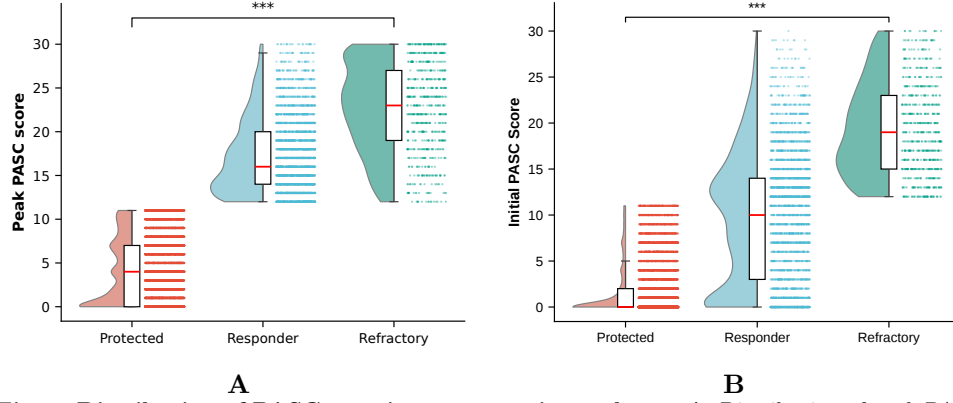 ***
***
Peak PASC score
30
25
20
15
10
5
0
Protected
Responder
Refractory
Initial PASC Score
30
25
20
15
10
5
0
Protected
Responder
Refractory
A
B